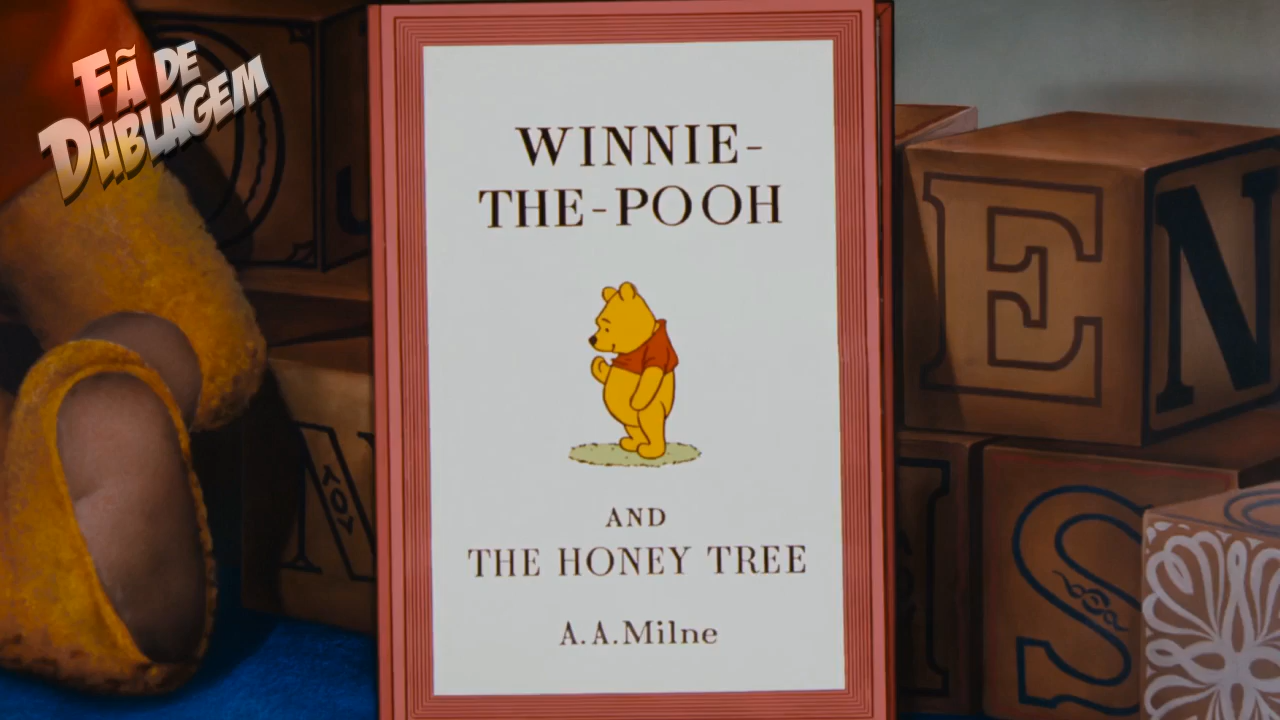 FÃ DE
DUBLAGEM
WINNIE-
THE-POOH
AND
THE HONEY TREE
A.A.Milne
E
N
N
S